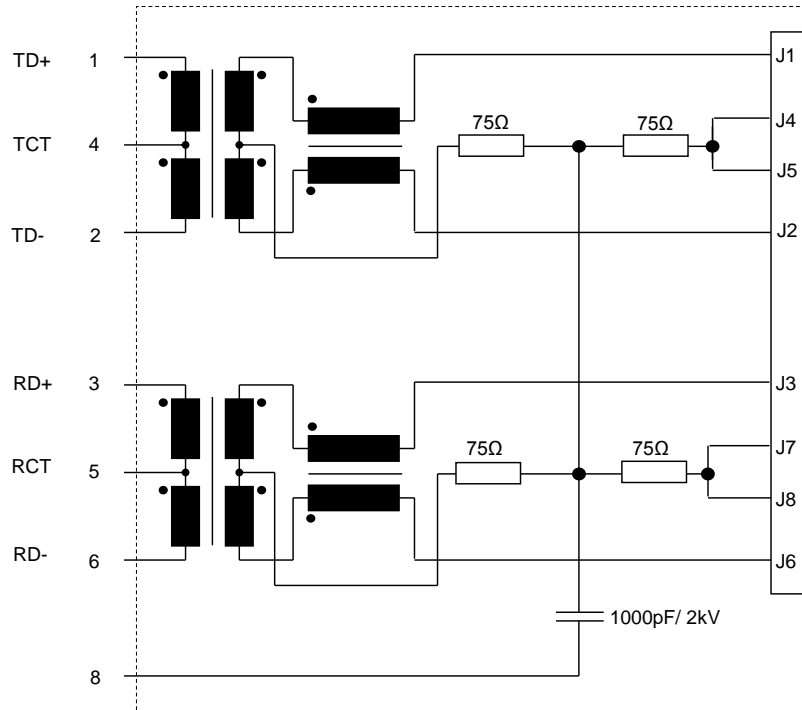 TD+ 1 J1
75Ω 75Ω J4
TCT 4
J5
TD- 2 J2
RD+ 3 J3
75Ω 75Ω J7
RCT 5
J8
RD- 6 J6
1000pF/ 2kV
8